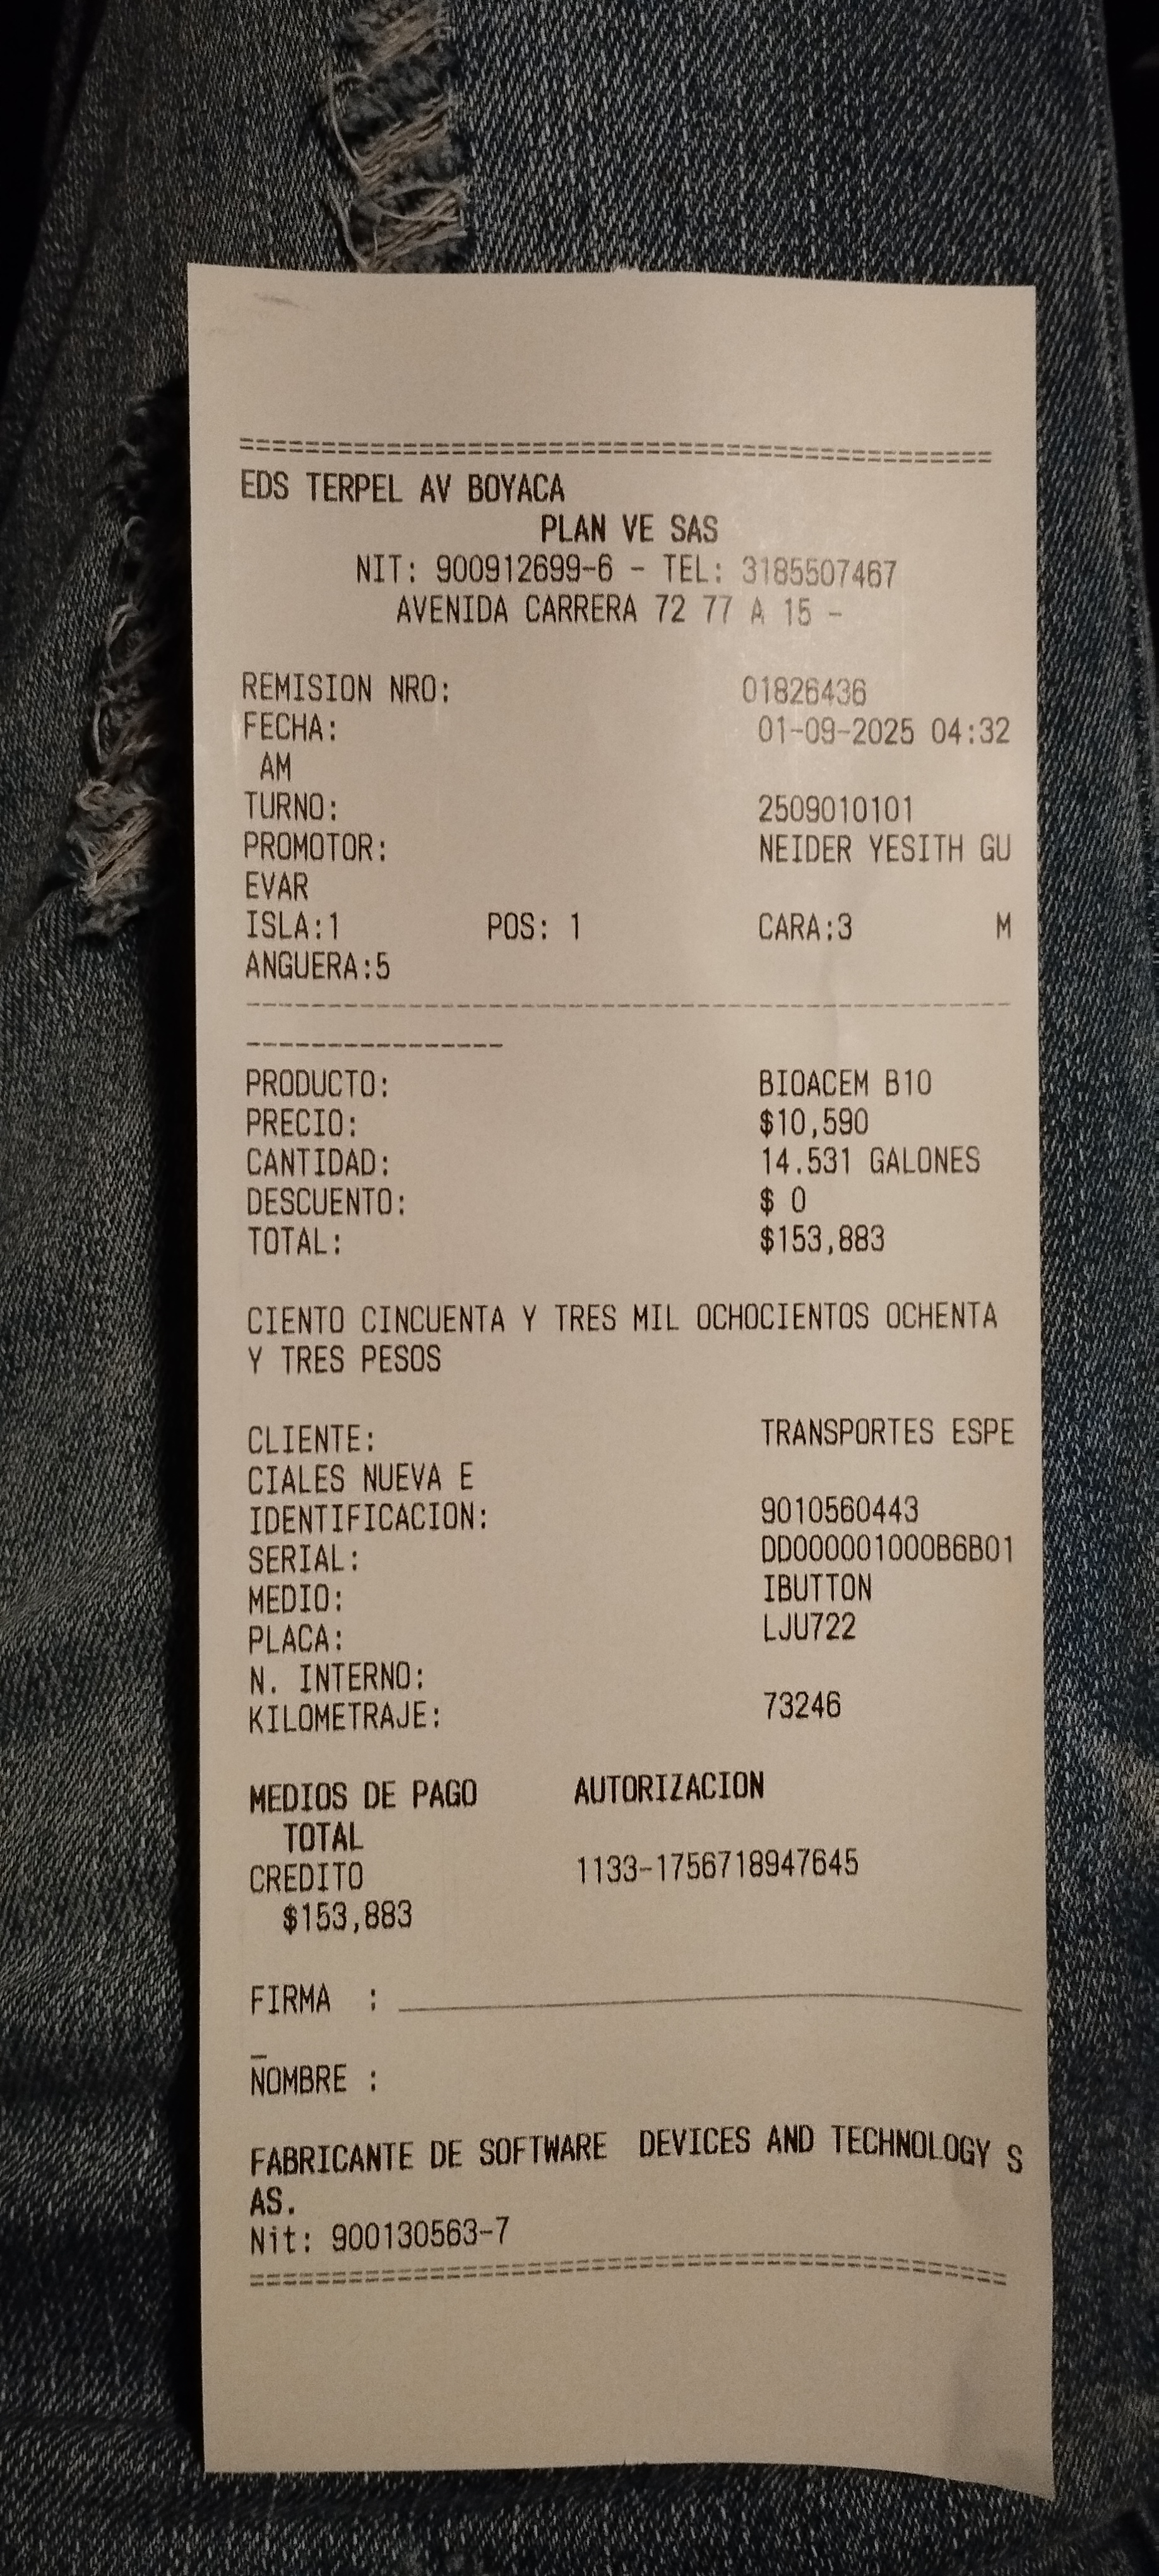 ================================================
EDS TERPEL AV BOYACA
PLAN VE SAS
NIT: 900912699-6 - TEL: 3185507467
AVENIDA CARRERA 72 77 A 15 -
REMISION NRO: 01826436
FECHA: 01-09-2025 04:32
AM
TURNO: 2509010101
PROMOTOR: NEIDER YESITH GU
EVAR
ISLA:1 POS: 1 CARA:3 M
ANGUERA:5
------------------------------------------------
----------------
PRODUCTO: BIOACEM B10
PRECIO: $10,590
CANTIDAD: 14.531 GALONES
DESCUENTO: $ 0
TOTAL: $153,883
CIENTO CINCUENTA Y TRES MIL OCHOCIENTOS OCHENTA
Y TRES PESOS
CLIENTE: TRANSPORTES ESPE
CIALES NUEVA E
IDENTIFICACION: 9010560443
SERIAL: DD000001000B6B01
MEDIO: IBUTTON
PLACA: LJU722
N. INTERNO:
KILOMETRAJE: 73246
MEDIOS DE PAGO AUTORIZACION
TOTAL
CREDITO 1133-1756718947645
$153,883
FIRMA : _______________________________________
_
NOMBRE :
FABRICANTE DE SOFTWARE DEVICES AND TECHNOLOGY S
AS.
Nit: 900130563-7
================================================